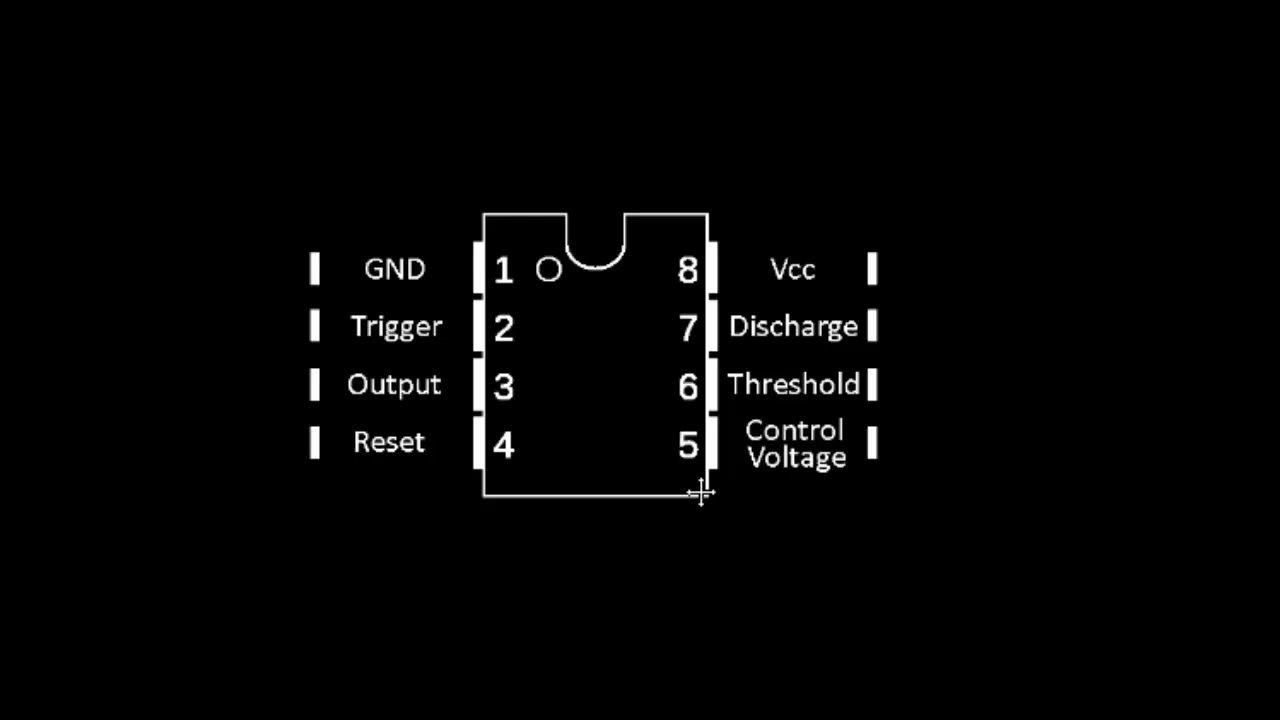 GND 1 8 Vcc
Trigger 2 7 Discharge
Output 3 6 Threshold
Reset 4 5 Control
Voltage